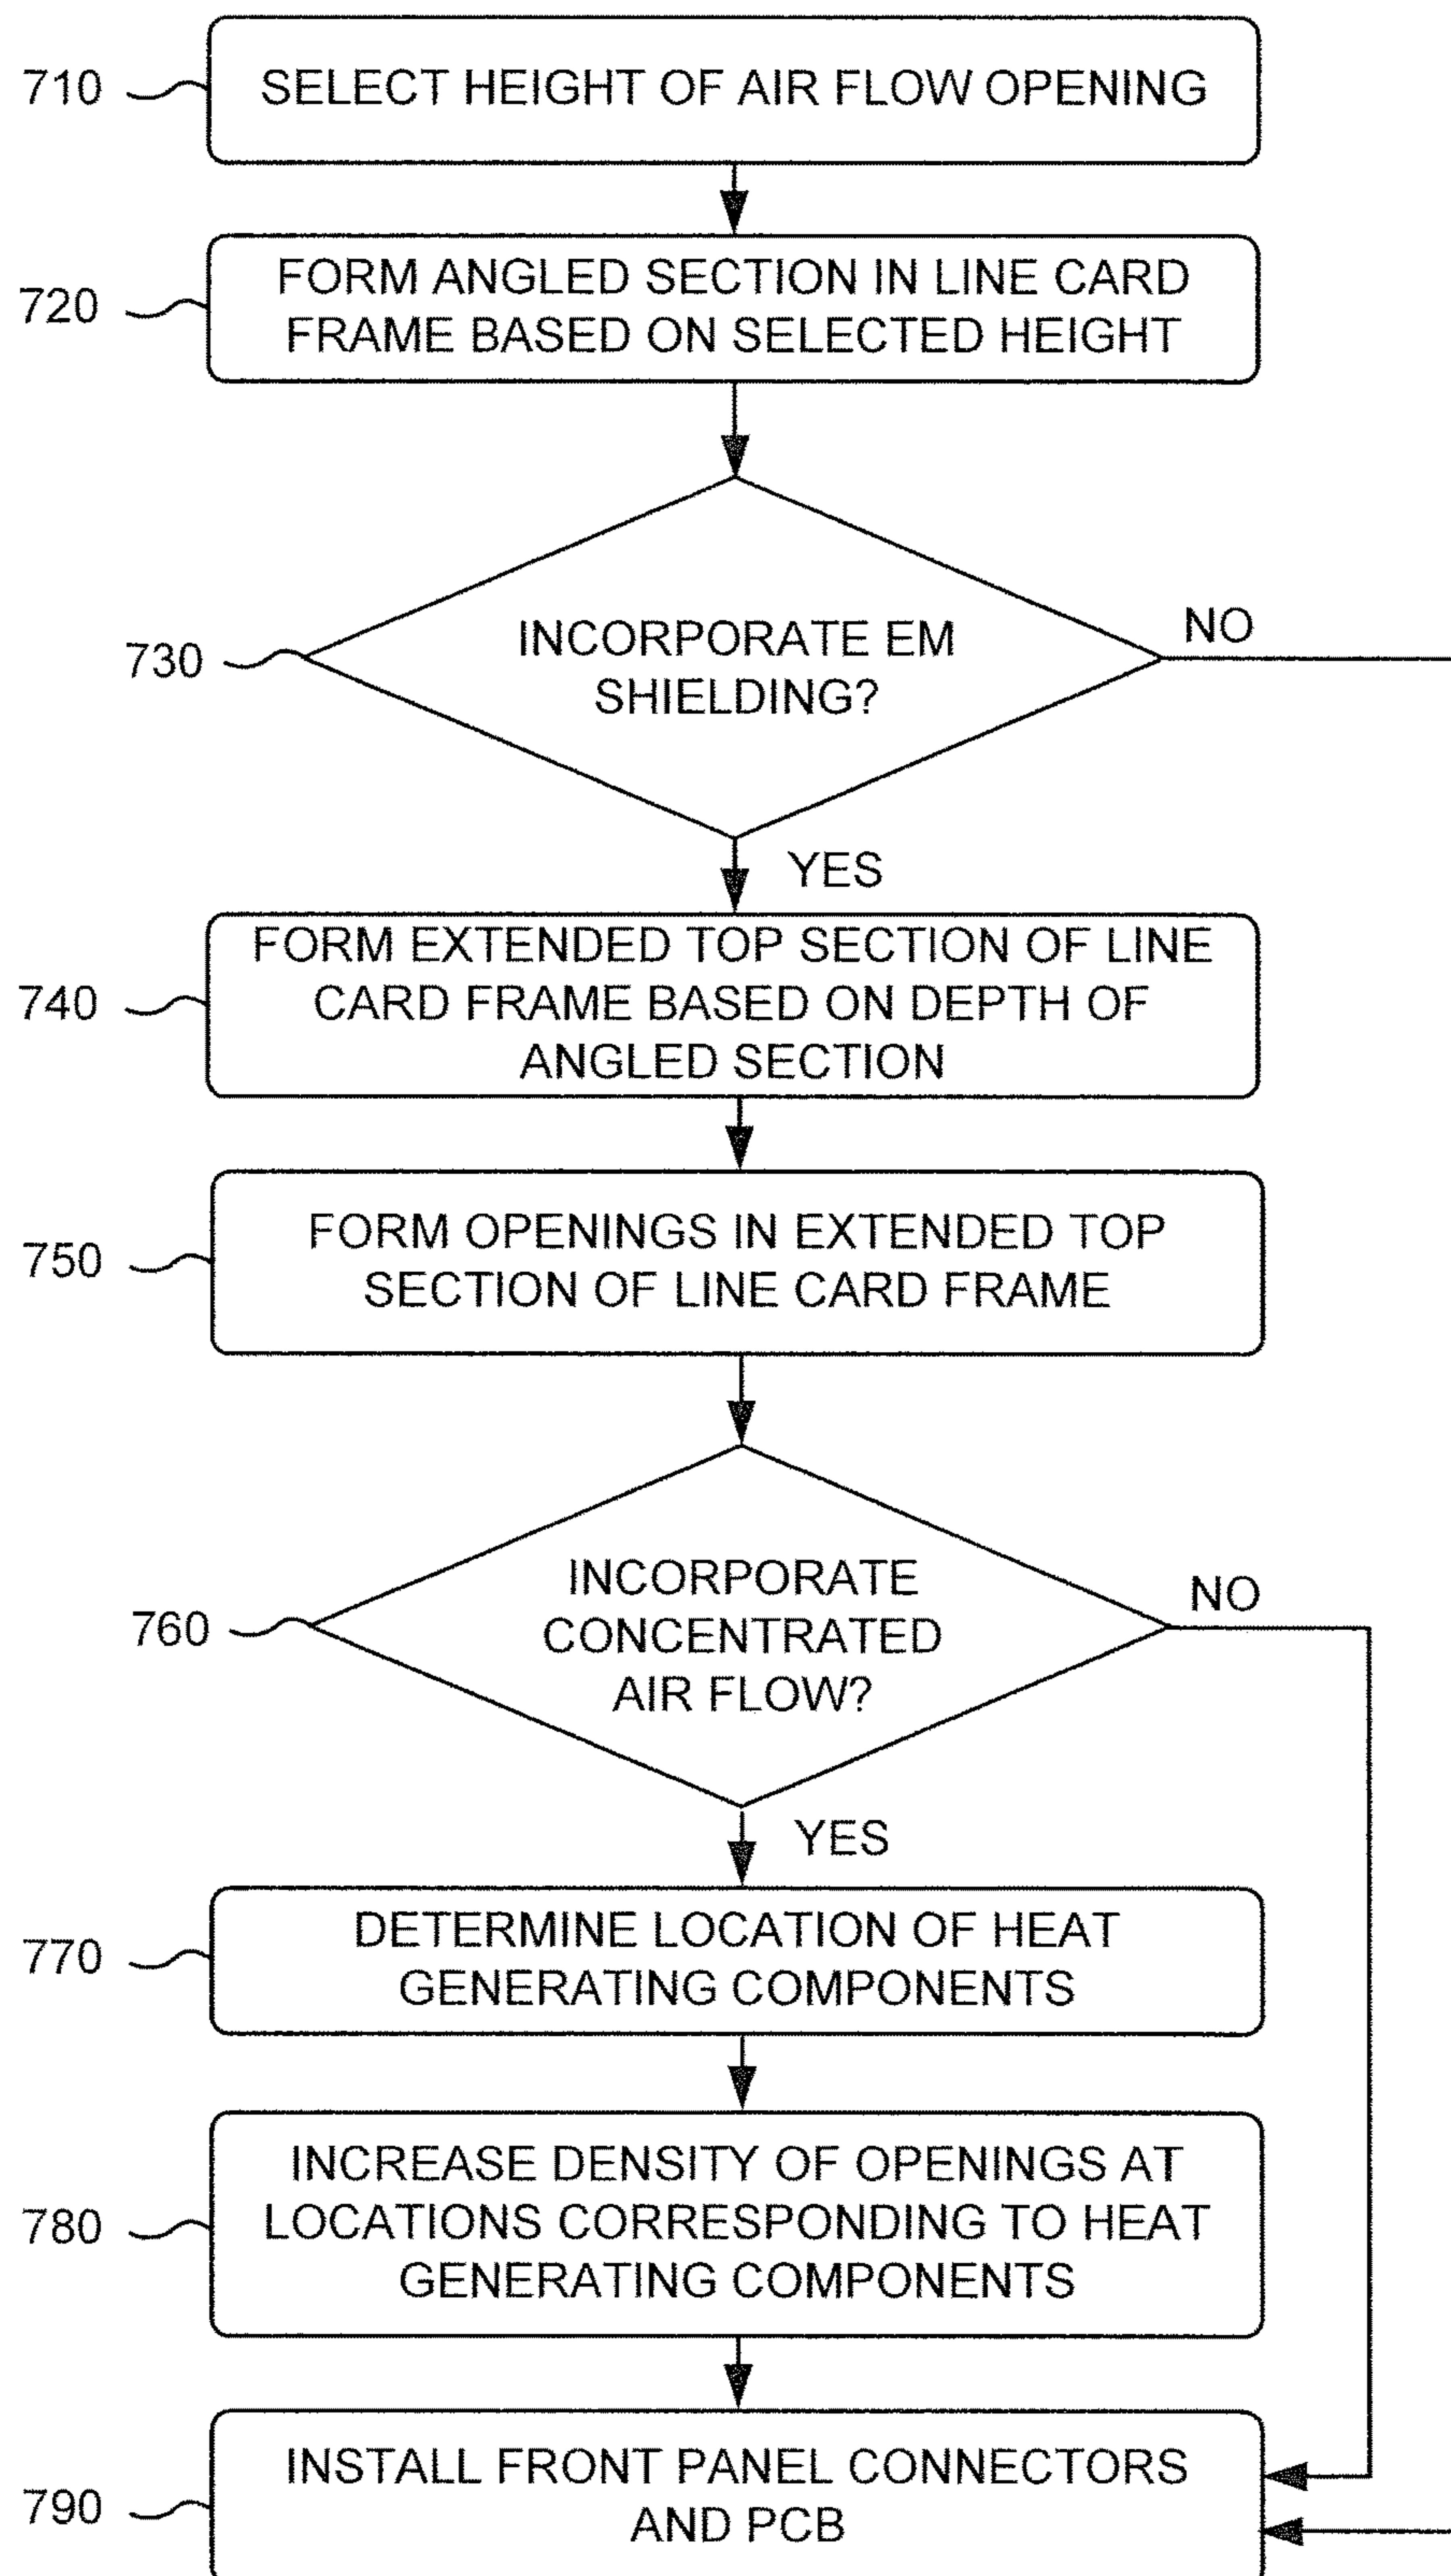 710
SELECT HEIGHT OF AIR FLOW OPENING
720
FORM ANGLED SECTION IN LINE CARD
FRAME BASED ON SELECTED HEIGHT
730
INCORPORATE EM
SHIELDING?
NO
YES
740
FORM EXTENDED TOP SECTION OF LINE
CARD FRAME BASED ON DEPTH OF
ANGLED SECTION
750
FORM OPENINGS IN EXTENDED TOP
SECTION OF LINE CARD FRAME
760
INCORPORATE
CONCENTRATED
AIR FLOW?
NO
YES
770
DETERMINE LOCATION OF HEAT
GENERATING COMPONENTS
780
INCREASE DENSITY OF OPENINGS AT
LOCATIONS CORRESPONDING TO HEAT
GENERATING COMPONENTS
790
INSTALL FRONT PANEL CONNECTORS
AND PCB